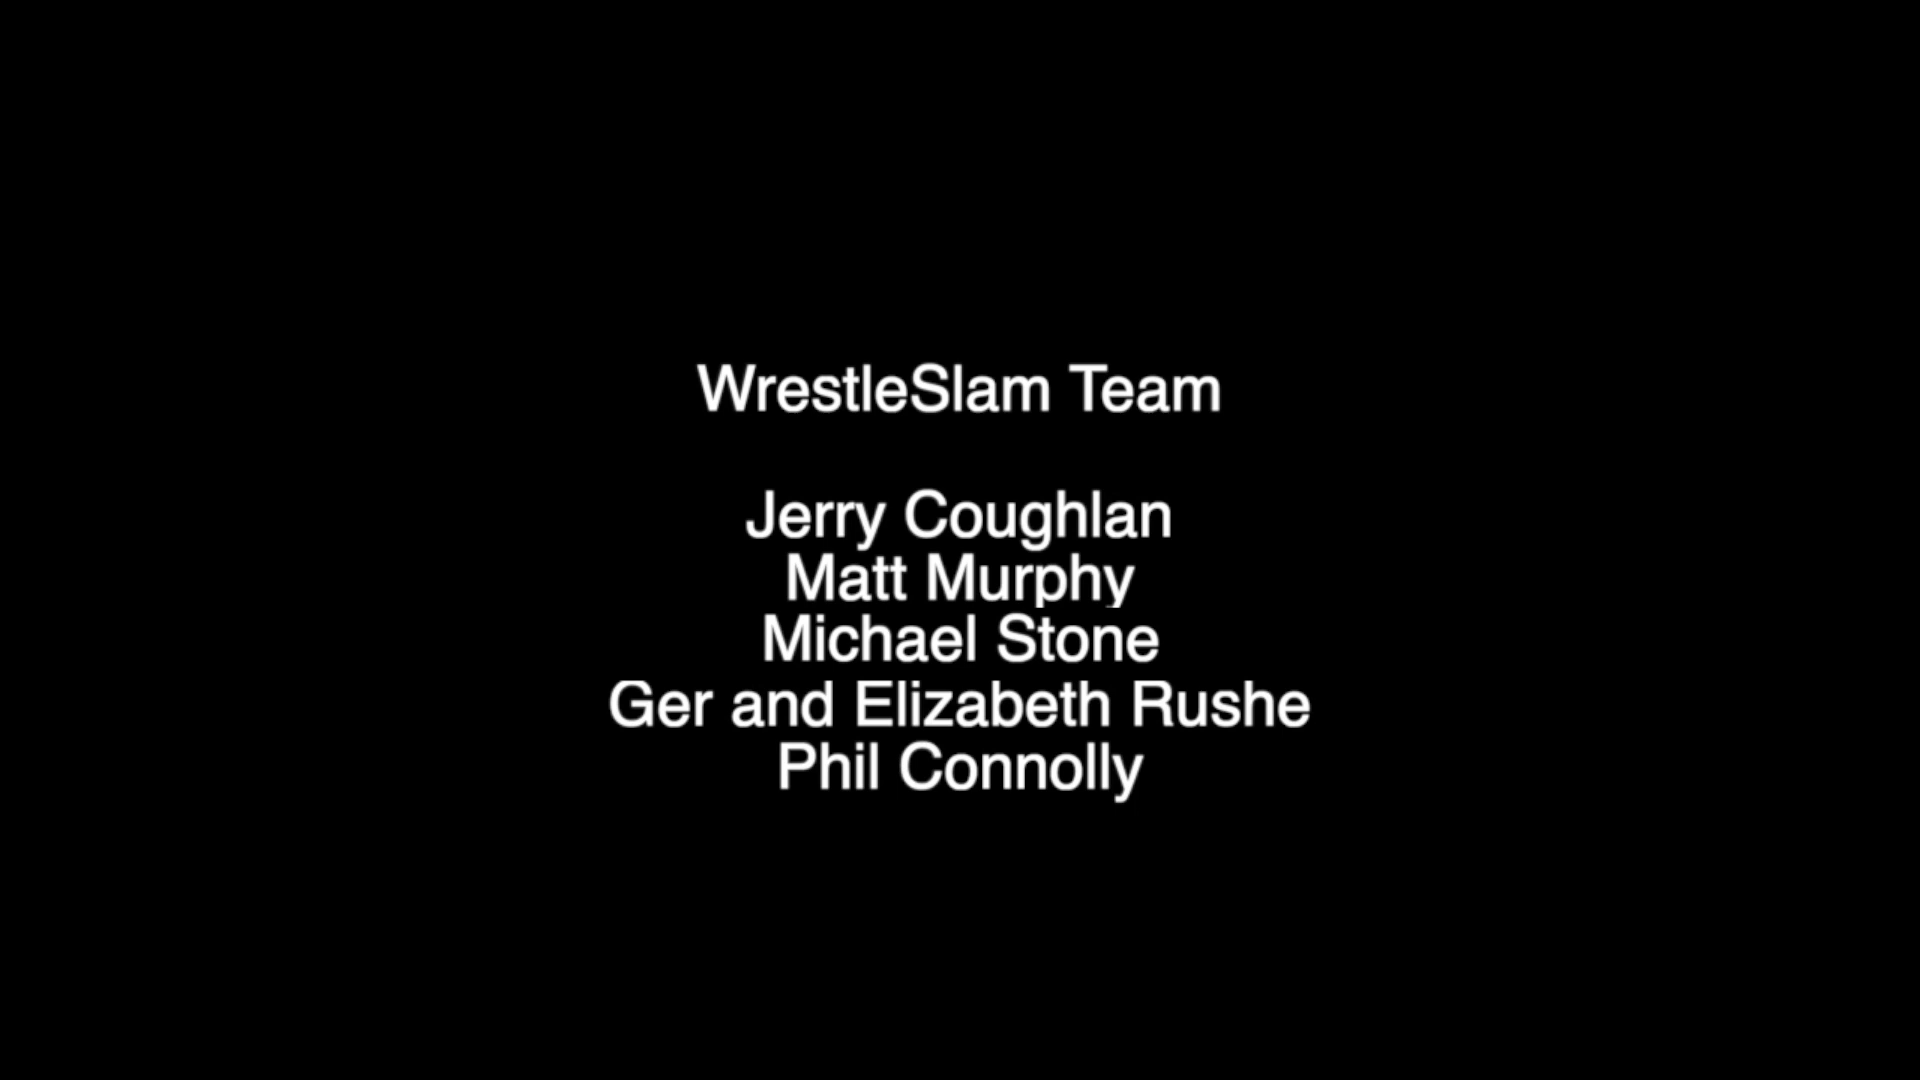 WrestleSlam Team
Jerry Coughlan
Matt Murphy
Michael Stone
Ger and Elizabeth Rushe
Phil Connolly